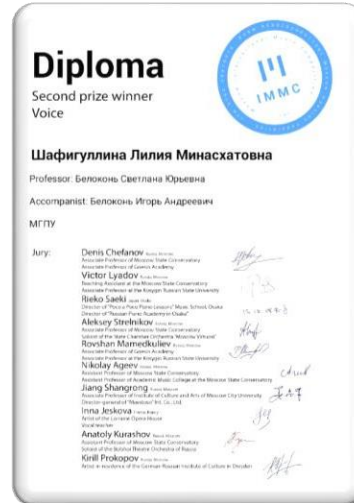 Diploma
Second prize winner
Voice
IMMC
Шафигуллина Лилия Минасхатовна
Professor: Белоконь Светлана Юрьевна
Accompanist: Белоконь Игорь Андреевич
МГПУ
Jury:
Denis Chefanov
Associate Professor of Moscow State Conservatory
Associate Professor of Gnesin Academy
Victor Lyadov
Teaching Assistant at the Moscow State Conservatory
Associate Professor at the Kosygin Russian State University
Rieko Saeki
Director of "Poco a Poco Piano Lessons" Music School, Osaka
Director of "Russian Piano Academy in Osaka"
Aleksey Strelnikov
Associate Professor of Moscow State Conservatory
Soloist of the State Chamber Orchestra "Moscow Virtuosi"
Rovshan Mamedkuliev
Associate Professor of Gnesin Academy
Associate Professor at the Kosygin Russian State University
Nikolay Ageev
Assistant Professor of Moscow State Conservatory
Assistant Professor of Academic Music College at the Moscow State Conservatory
Jiang Shangrong
Associate Professor of Institute of Culture and Arts of Moscow City University
Director-general of Int. Co., Ltd.
Inna Jeskova
Artist of the Lorraine Opera House
Vocal teacher
Anatoly Kurashov
Assistant Professor of Moscow State Conservatory
Soloist of the Bolshoi Theatre Orchestra of Russia
Kirill Prokopov
Artist in residence of the German-Russian Institute of Culture in Dresden